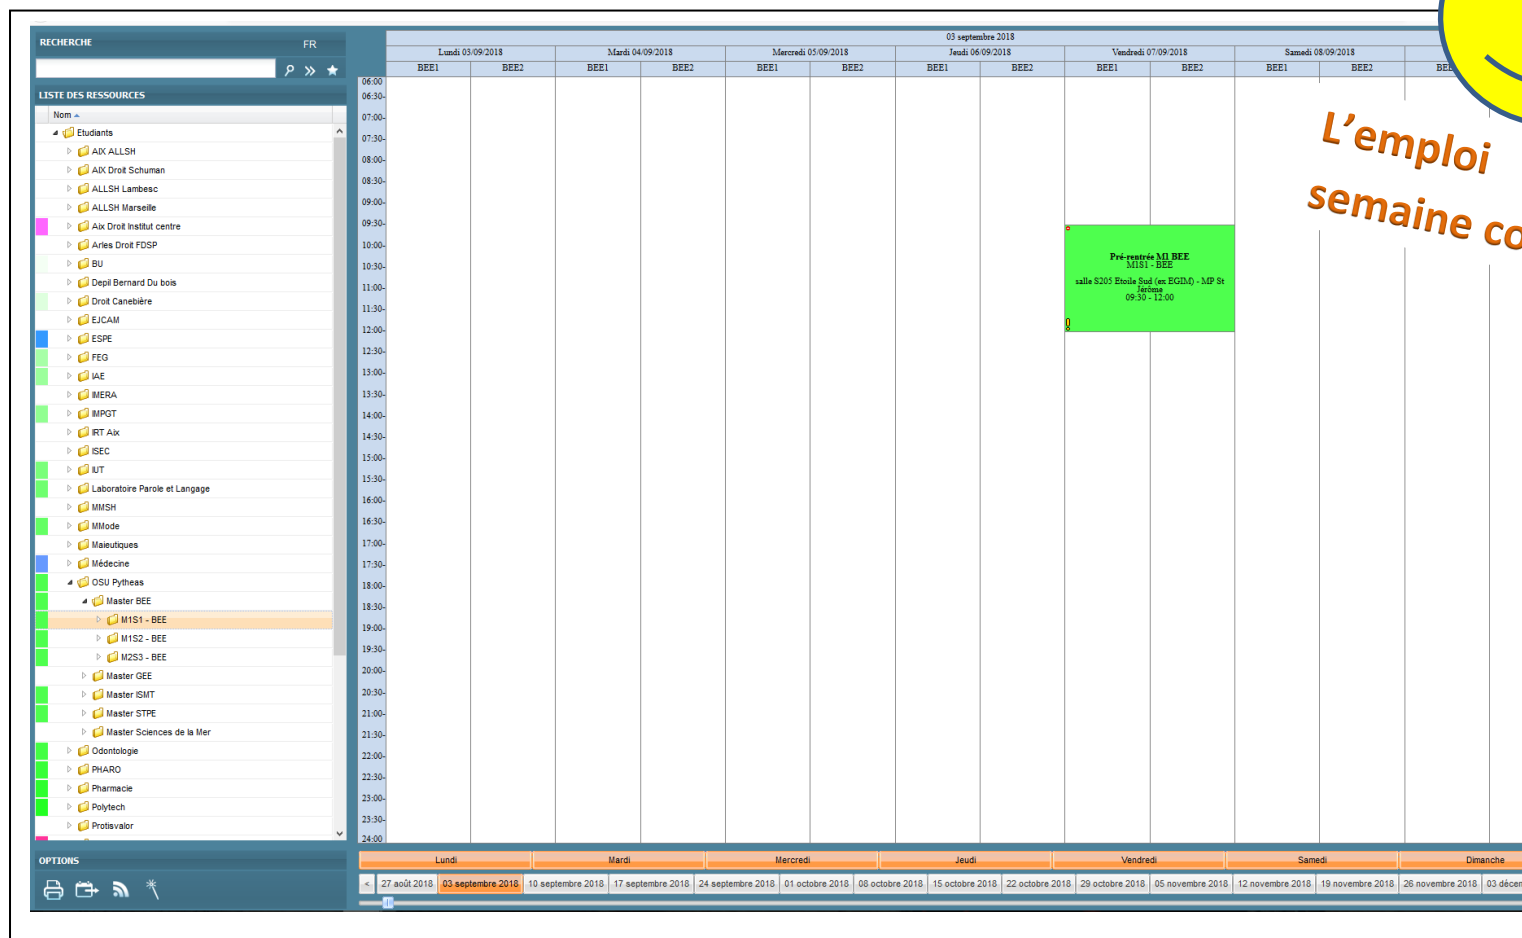 RECHERCHE
FR
LISTE DES RESSOURCES
Nom
Etudiants
AIX ALLSH
AIX Droit Schuman
ALLSH Lambesc
ALLSH Marseille
Aix Droit Institut centre
Arles Droit FDSP
BU
Depil Bernard Du bois
Droit Canebière
EJCAM
ESPE
FEG
IAE
IMERA
IMPGT
IRT Aix
ISEC
IUT
Laboratoire Parole et Langage
MMSH
MMode
Maieutiques
Médecine
OSU Pytheas
Master BEE
M1S1 - BEE
M1S2 - BEE
M2S3 - BEE
Master GEE
Master ISMT
Master STPE
Master Sciences de la Mer
Odontologie
PHARO
Pharmacie
Polytech
Protisvalor
OPTIONS
03 septembre 2018
Lundi 03/09/2018 Mardi 04/09/2018 Mercredi 05/09/2018 Jeudi 06/09/2018 Vendredi 07/09/2018 Samedi 08/09/2018
BEE1 BEE2 BEE1 BEE2 BEE1 BEE2 BEE1 BEE2 BEE1 BEE2 BEE1 BEE2 BE
06:00
06:30
07:00
07:30
08:00
08:30
09:00
09:30
10:00
10:30
11:00
11:30
12:00
12:30
13:00
13:30
14:00
14:30
15:00
15:30
16:00
16:30
17:00
17:30
18:00
18:30
19:00
19:30
20:00
20:30
21:00
21:30
22:00
22:30
23:00
23:30
24:00
Pré-rentrée M1 BEE
M1S1 - BEE
salle S205 Etoile Sud (ex EGIM) - MP St
Jérôme
09:30 - 12:00
L'emploi
semaine co
Lundi Mardi Mercredi Jeudi Vendredi Samedi Dimanche
< 27 août 2018 03 septembre 2018 10 septembre 2018 17 septembre 2018 24 septembre 2018 01 octobre 2018 08 octobre 2018 15 octobre 2018 22 octobre 2018 29 octobre 2018 05 novembre 2018 12 novembre 2018 19 novembre 2018 26 novembre 2018 03 décem